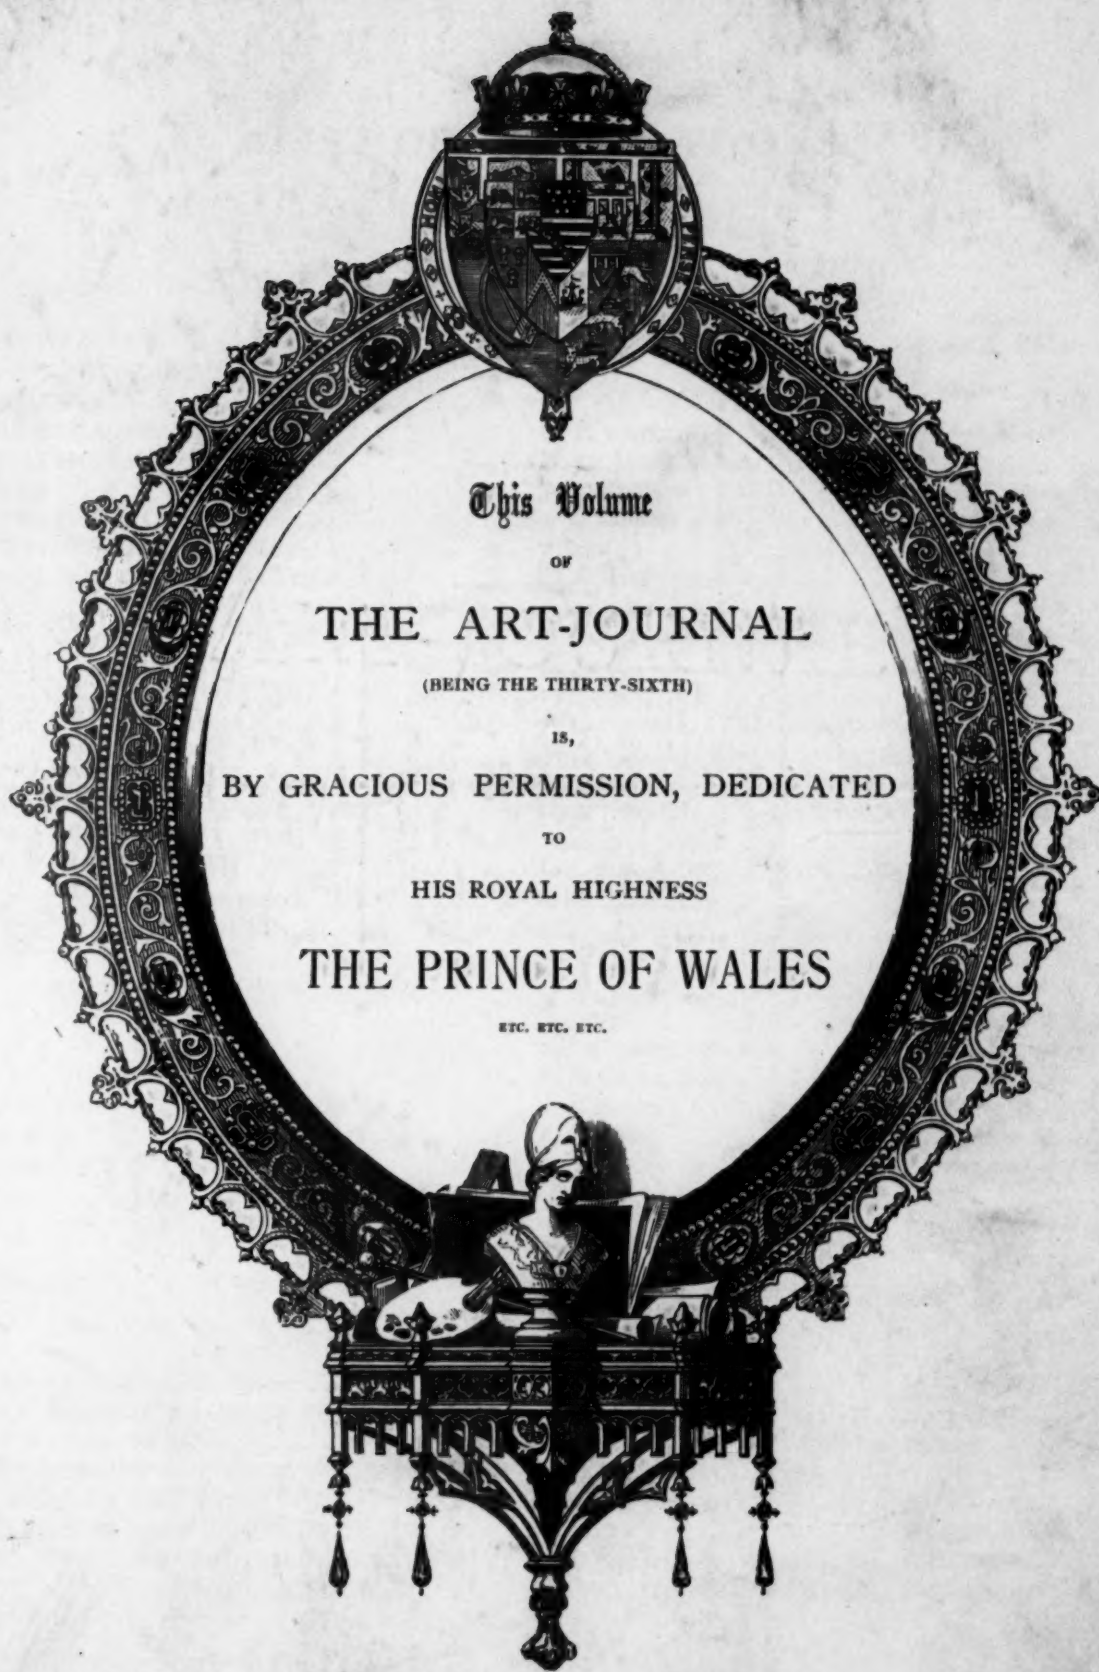 This Volume
OF
THE ART-JOURNAL
(BEING THE THIRTY-SIXTH)
IS,
BY GRACIOUS PERMISSION, DEDICATED
TO
HIS ROYAL HIGHNESS
THE PRINCE OF WALES
ETC. ETC. ETC.